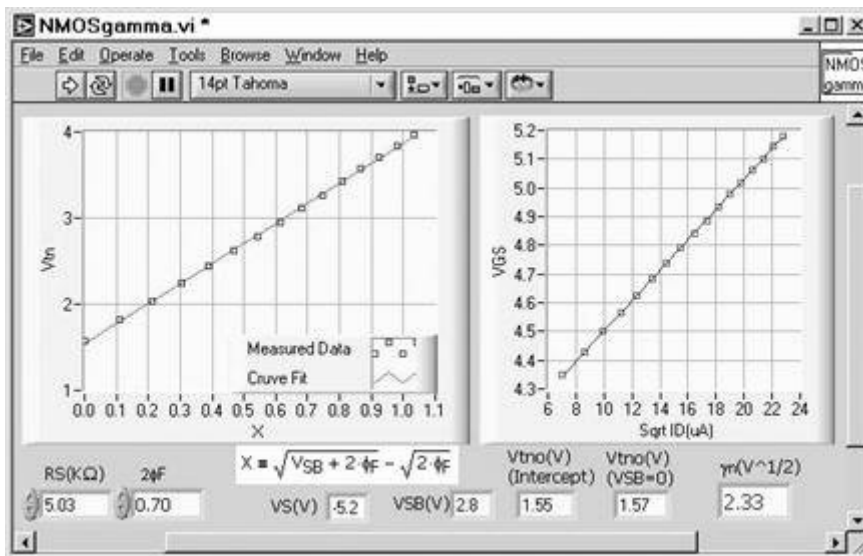 NMOSgamma.vi *
File Edit Operate Tools Browse Window Help
14pt Tahoma
NMOS
gamm
4
3
2
1
Vtn
0.0 0.1 0.2 0.3 0.4 0.5 0.6 0.7 0.8 0.9 1.0 1.1
X
Measured Data
Cruve Fit
5.2
5.1
5.0
4.9
4.8
4.7
4.6
4.5
4.4
4.3
VGS
6 8 10 12 14 16 18 20 22 24
Sqrt ID(uA)
X ≡ √VSB + 2·ϕF − √2·ϕF
RS(KΩ)
5.03
2ϕF
0.70
VS(V) -5.2
VSB(V) 2.8
Vtno(V)
(Intercept)
1.55
Vtno(V)
(VSB=0)
1.57
γn(V^1/2)
2.33